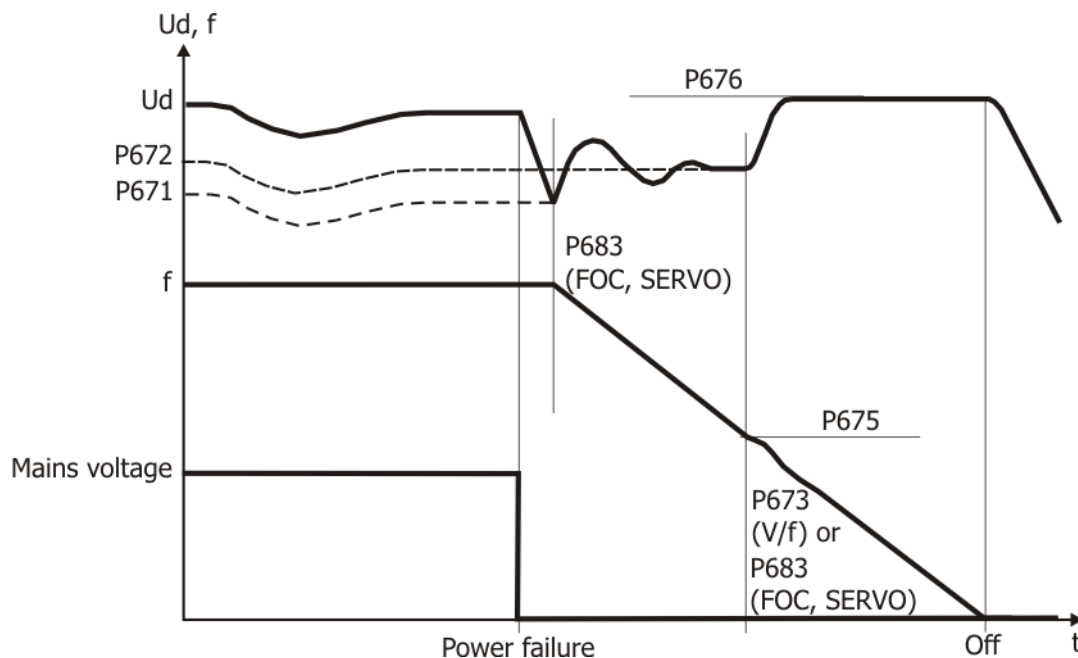 Ud, f
P676
Ud
P672
P671
P683
(FOC, SERVO)
f
P675
Mains voltage
P673
(V/f) or
P683
(FOC, SERVO)
Power failure
Off
t